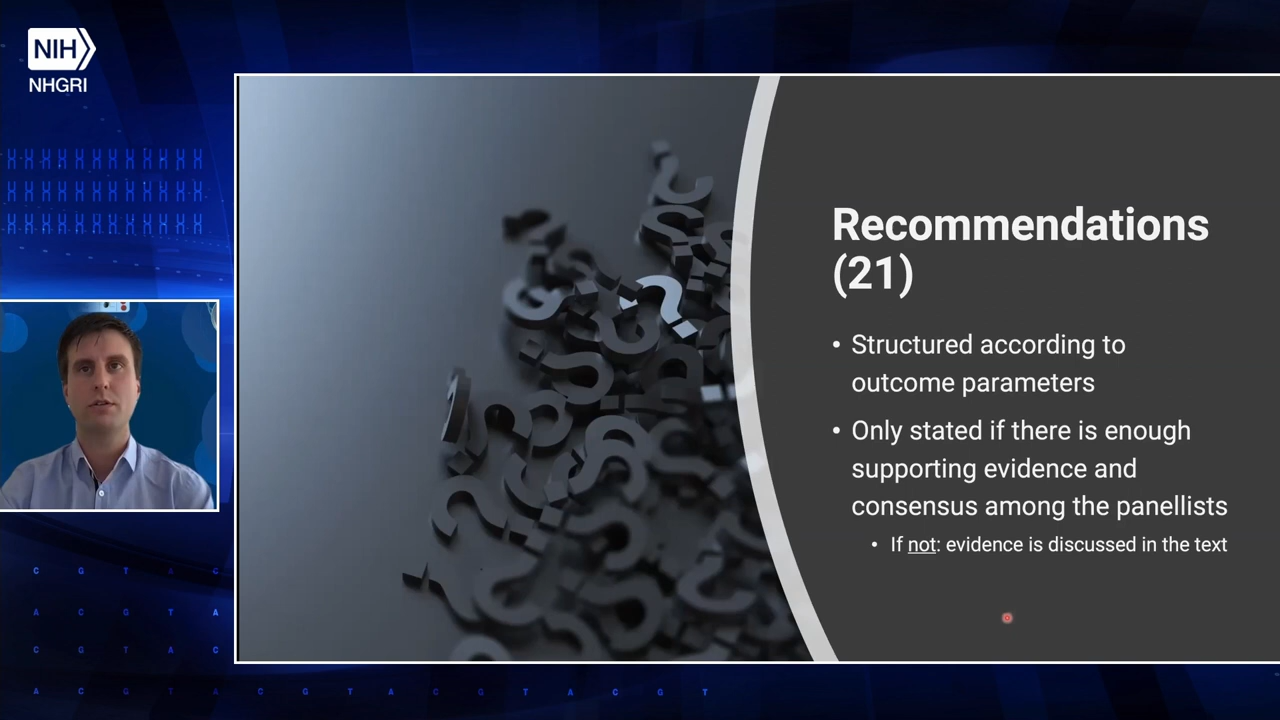 NIH
NHGRI
Recommendations
(21)
• Structured according to
outcome parameters
• Only stated if there is enough
supporting evidence and
consensus among the panellists
• If not: evidence is discussed in the text
C G T A C
A C G T A
C G T A C
A C G T A C G T A C G T A C G T